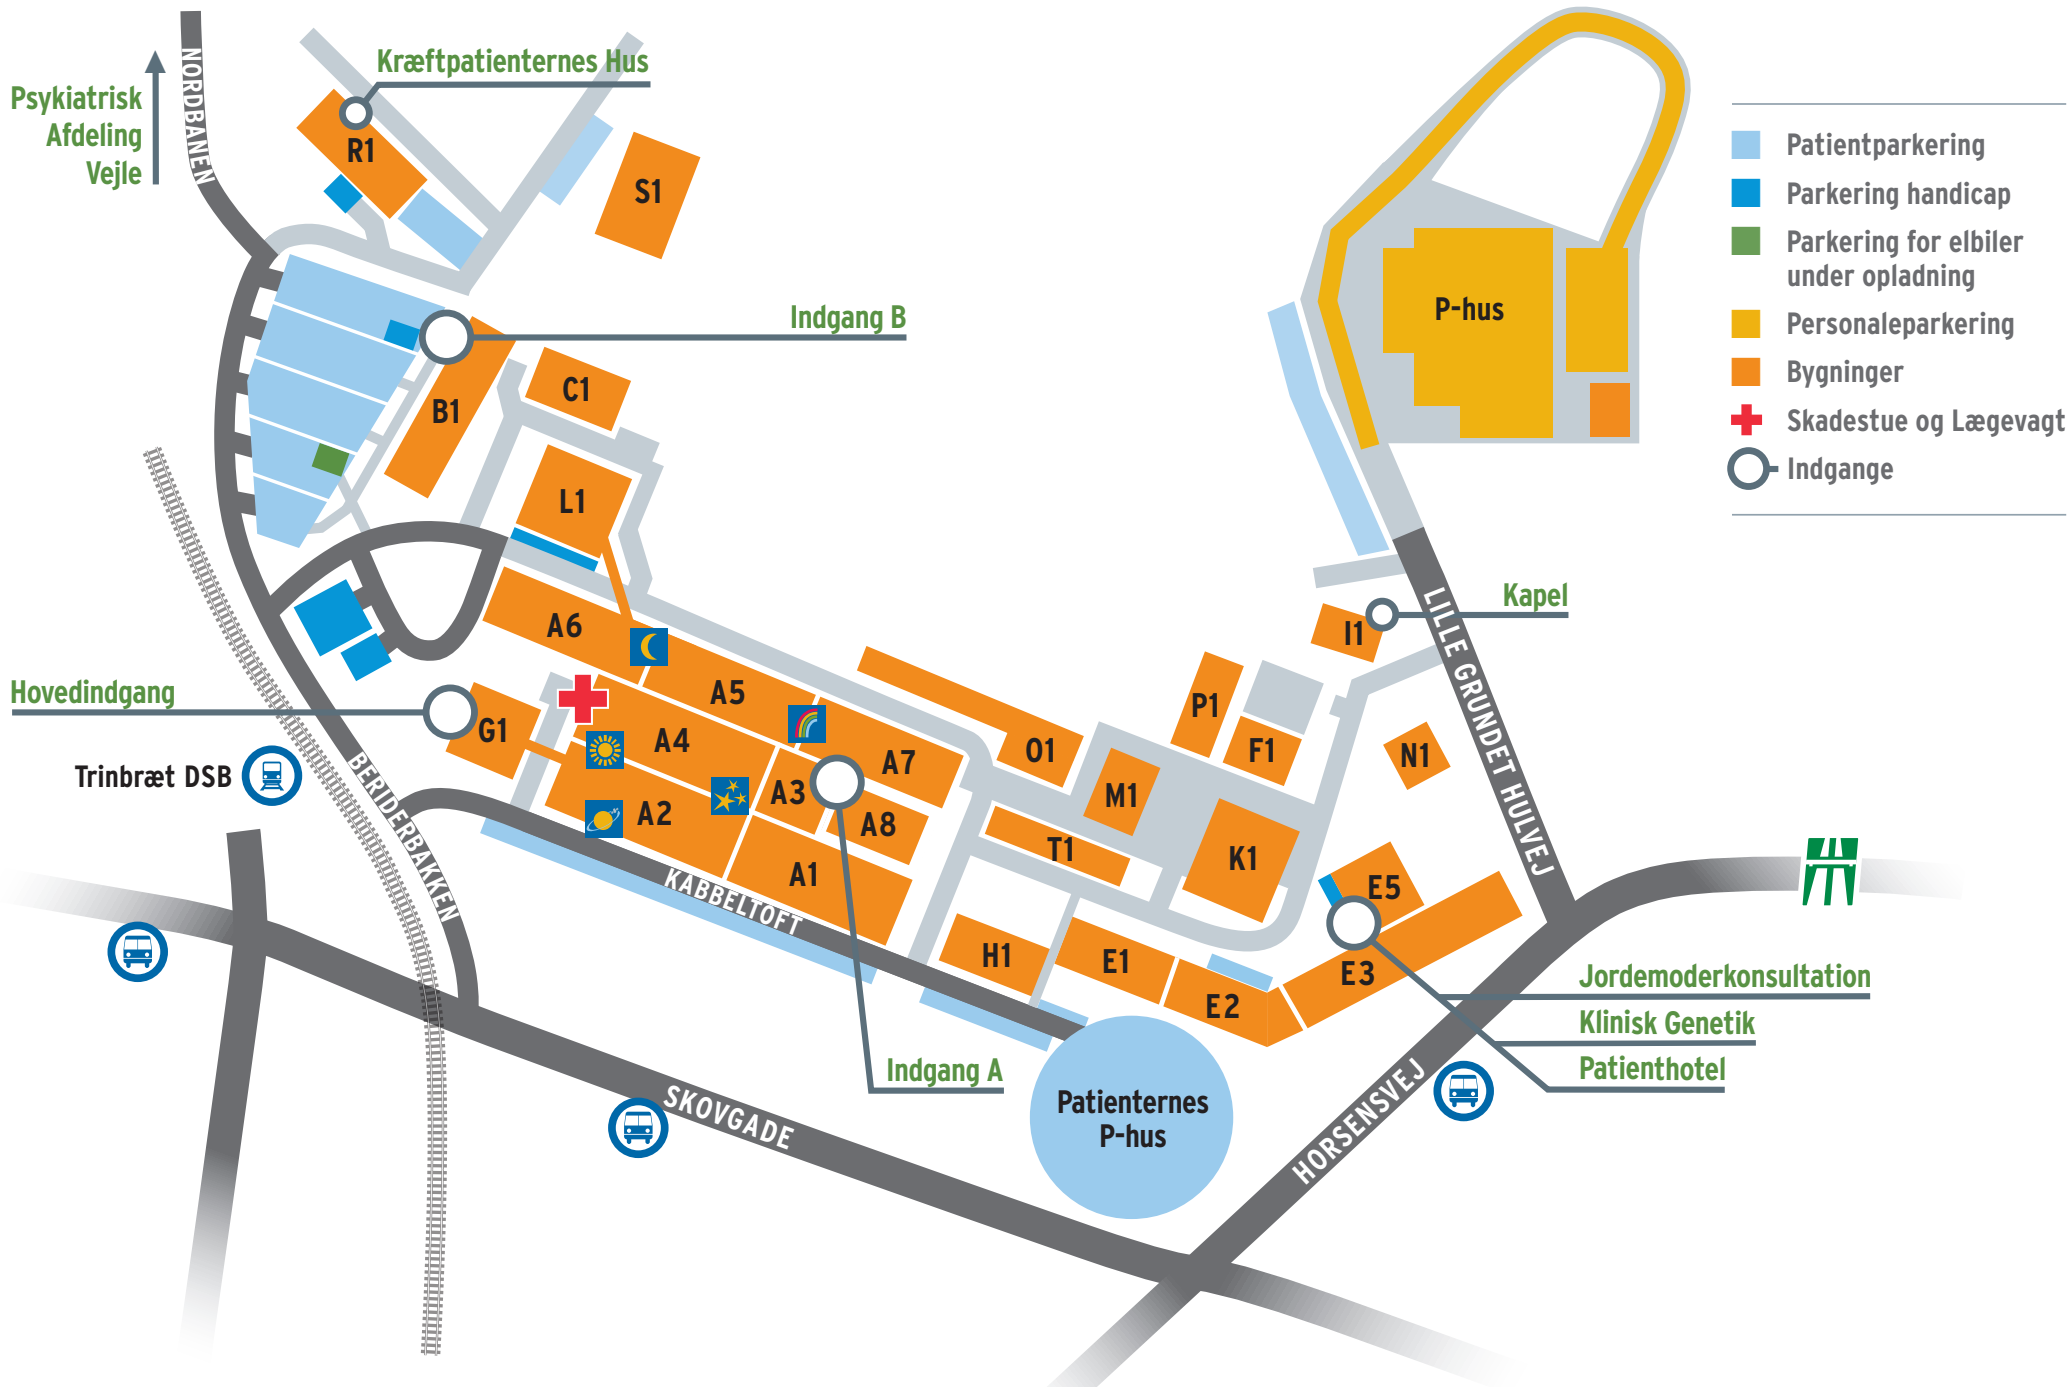 NORDBANEN
Kræftpatienternes Hus
Psykiatrisk
Afdeling
Vejle
R1
S1
Patientparkering
Parkering handicap
Parkering for elbiler
under opladning
Personaleparkering
Bygninger
Skadestue og Lægevagt
Indgange
P-hus
Indgang B
C1
B1
L1
Kapel
I1
LILLE GRUNDET HULVEJ
A6
A5
Hovedindgang
G1
A4
A7
O1
P1
F1
N1
Trinbræt DSB
BERIDERBAKKEN
A3
A2
A8
M1
T1
K1
A1
E5
KABBELTOFT
H1
E1
E2
E3
Jordemoderkonsultation
Klinisk Genetik
Patienthotel
Indgang A
Patienternes
P-hus
SKOVGADE
HORSENSVEJ